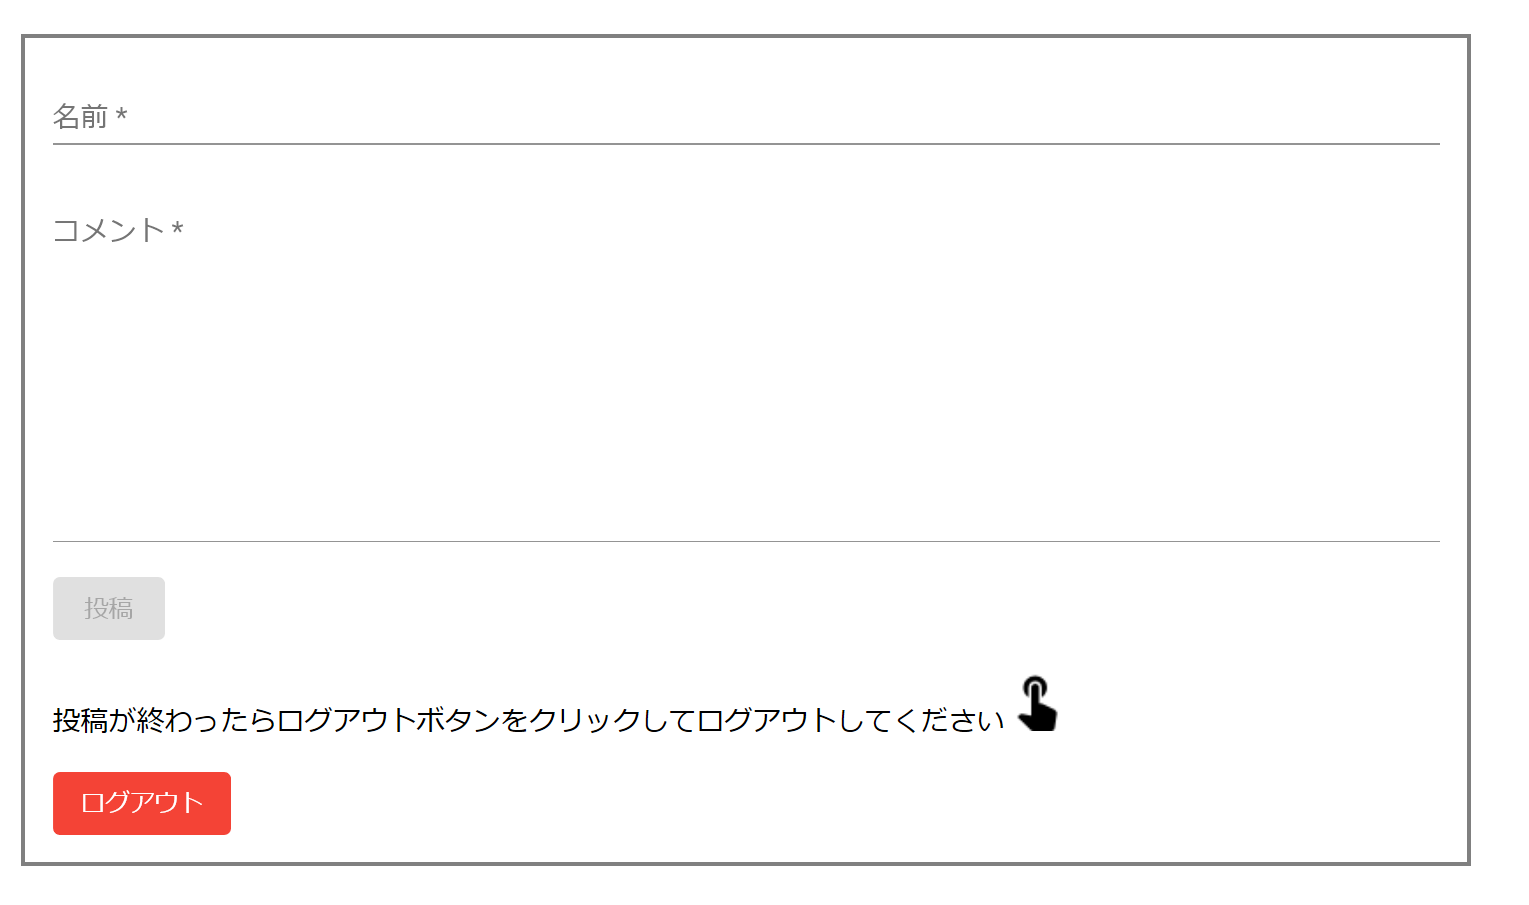 名前 *
コメント *
投稿
投稿が終わったらログアウトボタンをクリックしてログアウトしてください
ログアウト